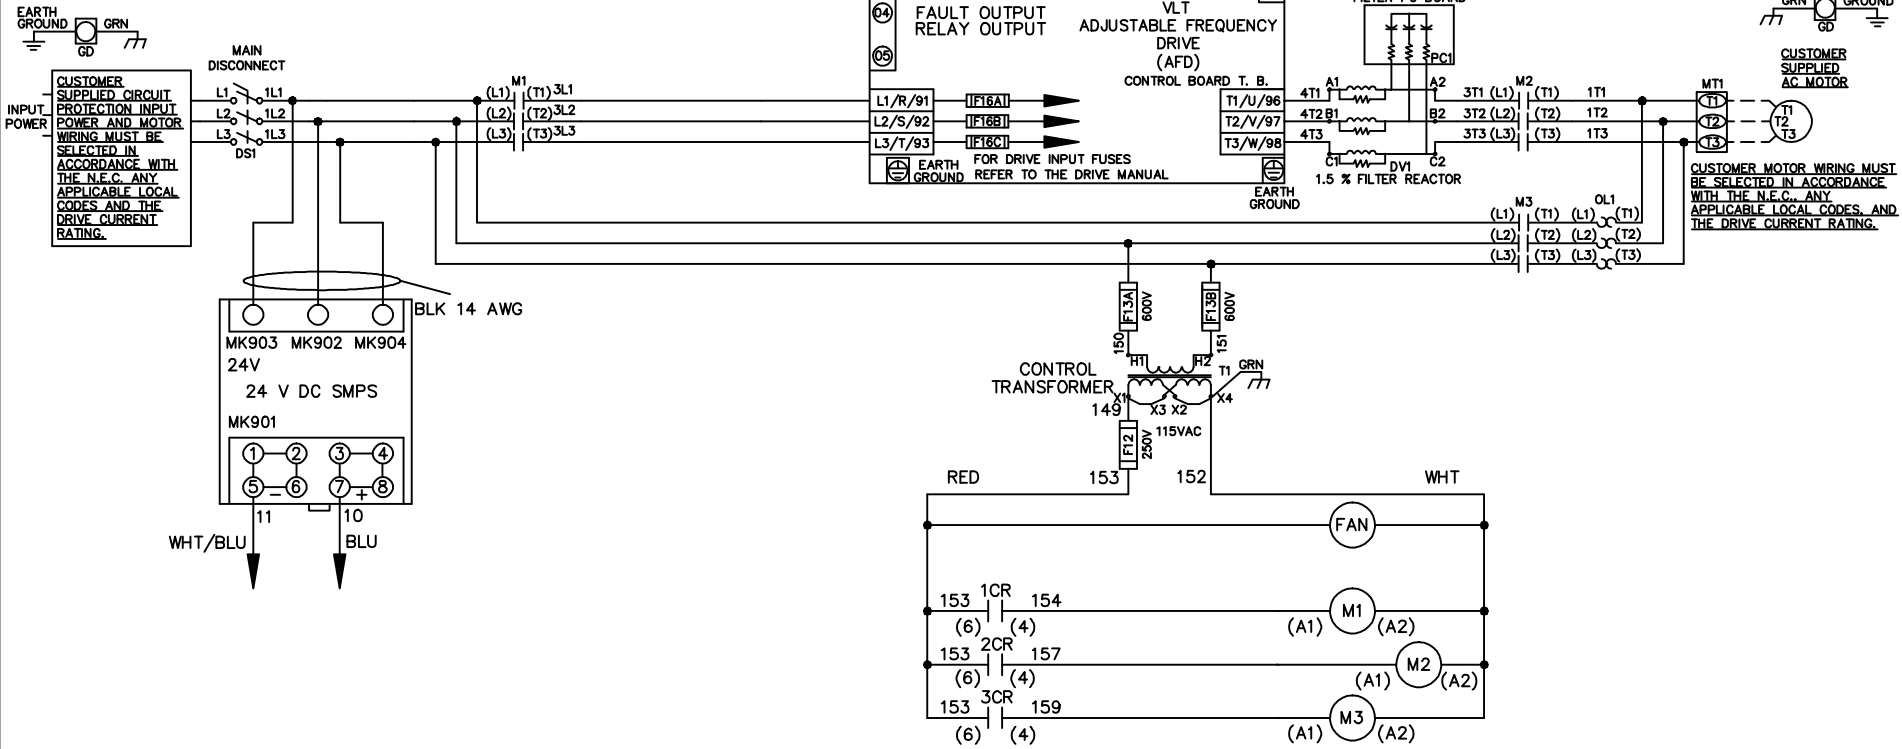 EARTH
GROUND
GRN
GD
INPUT
POWER
CUSTOMER
SUPPLIED CIRCUIT
PROTECTION INPUT
POWER AND MOTOR
WIRING MUST BE
SELECTED IN
ACCORDANCE WITH
THE N.E.C. ANY
APPLICABLE LOCAL
CODES AND THE
DRIVE CURRENT
RATING.
MAIN
DISCONNECT
L1 1L1
L2 1L2
L3 1L3
DS1
M1
(L1) (T1) 3L1
(L2) (T2) 3L2
(L3) (T3) 3L3
04
05
FAULT OUTPUT
RELAY OUTPUT
VLT
ADJUSTABLE FREQUENCY
DRIVE
(AFD)
CONTROL BOARD T. B.
L1/R/91 F16A
L2/S/92 F16B
L3/T/93 F16C
T1/U/96
T2/V/97
T3/W/98
EARTH
GROUND
FOR DRIVE INPUT FUSES
REFER TO THE DRIVE MANUAL
EARTH
GROUND
PC1
4T1 A1 A2
4T2 B1 B2
4T3 C1 C2
DV1
1.5 % FILTER REACTOR
M2
3T1 (L1) (T1) 1T1
3T2 (L2) (T2) 1T2
3T3 (L3) (T3) 1T3
MT1
T1
T2
T3
T1
T2
T3
GRN
GROUND
GD
CUSTOMER
SUPPLIED
AC MOTOR
CUSTOMER MOTOR WIRING MUST
BE SELECTED IN ACCORDANCE
WITH THE N.E.C., ANY
APPLICABLE LOCAL CODES, AND
THE DRIVE CURRENT RATING.
M3 OL1
(L1) (T1) (L1) (T1)
(L2) (T2) (L2) (T2)
(L3) (T3) (L3) (T3)
BLK 14 AWG
MK903 MK902 MK904
24V
24 V DC SMPS
MK901
1 2 3 4
5 - 6 7 + 8
11 10
WHT/BLU BLU
F13A 600V
F13B 600V
150 151
H1 H2
CONTROL
TRANSFORMER
T1
GRN
X1 X3 X2 X4
149
115VAC
F12 250V
RED 153 152 WHT
FAN
1CR
153 154 M1
(6) (4) (A1) (A2)
2CR
153 157 M2
(6) (4) (A1) (A2)
3CR
153 159 M3
(6) (4) (A1) (A2)